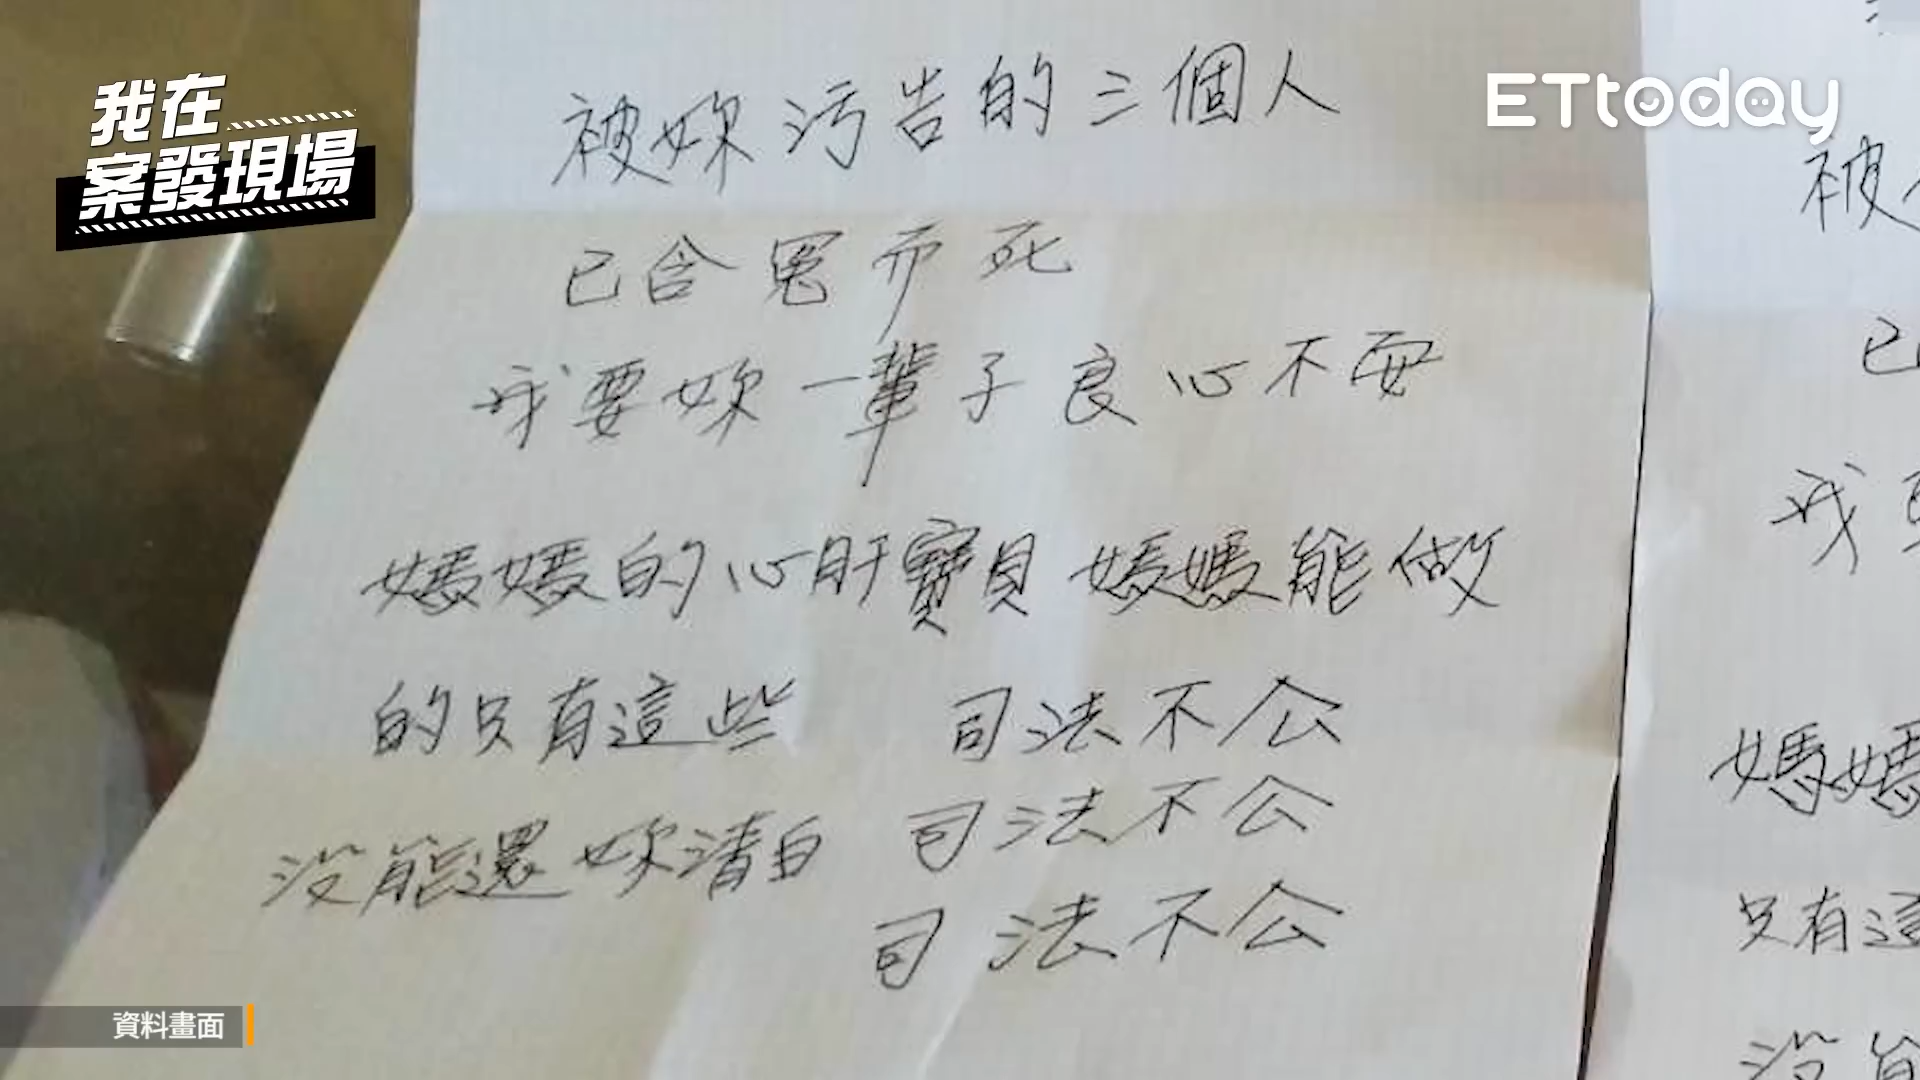 我在
案發現場
ETtoday
被妳污告的三個人
已含冤而死
我要妳一輩子良心不安
媽媽的心肝寶貝 媽媽能做
的只有這些 司法不公
沒能還妳清白 司法不公
司法不公
被
已
我要
媽媽
只有這
沒能
資料畫面